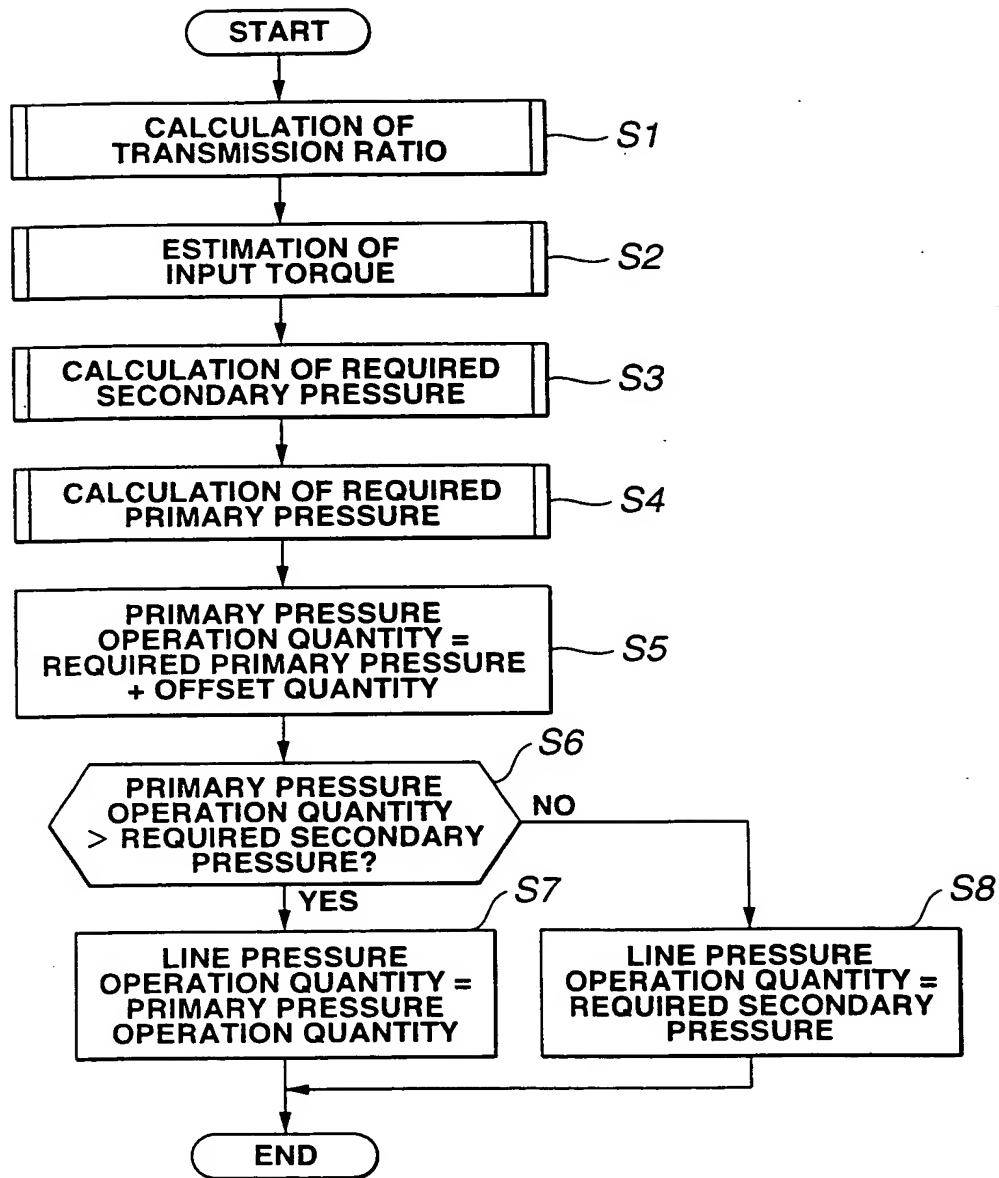 START
CALCULATION OF
TRANSMISSION RATIO
S1
ESTIMATION OF
INPUT TORQUE
S2
CALCULATION OF REQUIRED
SECONDARY PRESSURE
S3
CALCULATION OF REQUIRED
PRIMARY PRESSURE
S4
PRIMARY PRESSURE
OPERATION QUANTITY =
REQUIRED PRIMARY PRESSURE
+ OFFSET QUANTITY
S5
S6
PRIMARY PRESSURE
OPERATION QUANTITY
> REQUIRED SECONDARY
PRESSURE?
NO
YES
S7
LINE PRESSURE
OPERATION QUANTITY =
PRIMARY PRESSURE
OPERATION QUANTITY
S8
LINE PRESSURE
OPERATION QUANTITY =
REQUIRED SECONDARY
PRESSURE
END